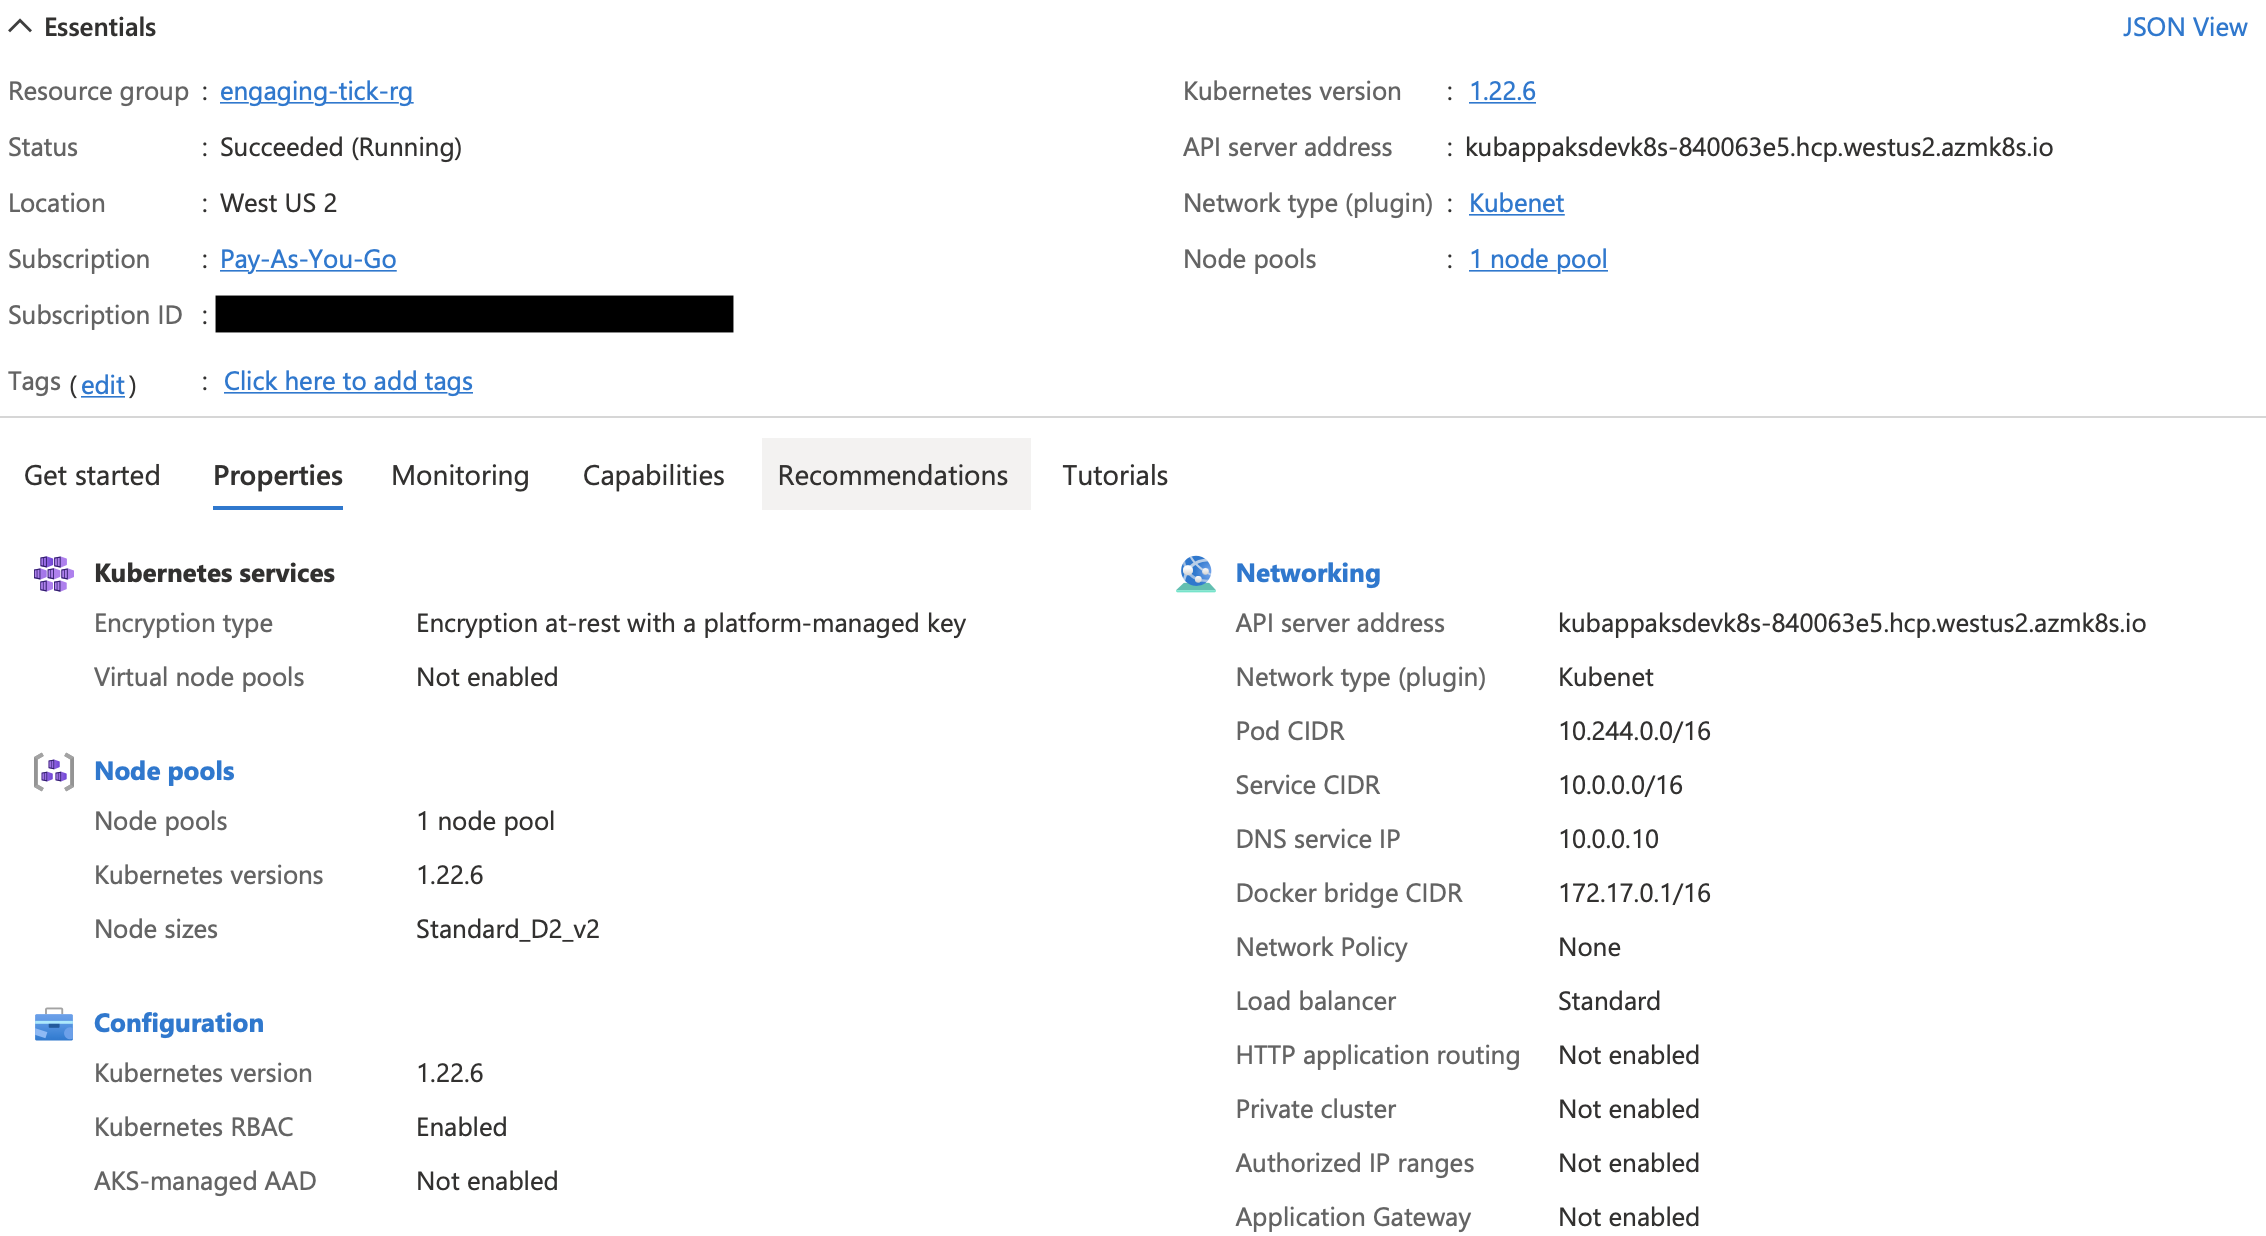 Essentials
JSON View
Resource group : engaging-tick-rg
Status : Succeeded (Running)
Location : West US 2
Subscription : Pay-As-You-Go
Subscription ID :
Tags (edit) : Click here to add tags
Kubernetes version : 1.22.6
API server address : kubappaksdevk8s-840063e5.hcp.westus2.azmk8s.io
Network type (plugin) : Kubenet
Node pools : 1 node pool
Get started Properties Monitoring Capabilities Recommendations Tutorials
Kubernetes services
Encryption type Encryption at-rest with a platform-managed key
Virtual node pools Not enabled
Node pools
Node pools 1 node pool
Kubernetes versions 1.22.6
Node sizes Standard_D2_v2
Configuration
Kubernetes version 1.22.6
Kubernetes RBAC Enabled
AKS-managed AAD Not enabled
Networking
API server address kubappaksdevk8s-840063e5.hcp.westus2.azmk8s.io
Network type (plugin) Kubenet
Pod CIDR 10.244.0.0/16
Service CIDR 10.0.0.0/16
DNS service IP 10.0.0.10
Docker bridge CIDR 172.17.0.1/16
Network Policy None
Load balancer Standard
HTTP application routing Not enabled
Private cluster Not enabled
Authorized IP ranges Not enabled
Application Gateway Not enabled